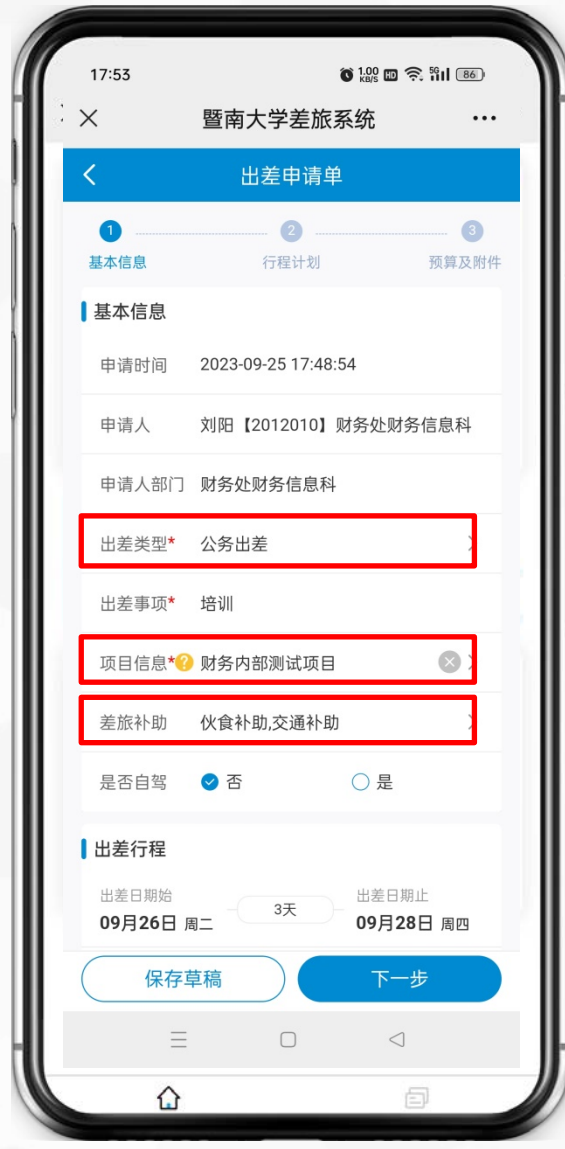 17:53 1.00 KB/S HD 5G 86
暨南大学差旅系统
出差申请单
1 2 3
基本信息 行程计划 预算及附件
基本信息
申请时间 2023-09-25 17:48:54
申请人 刘阳【2012010】财务处财务信息科
申请人部门 财务处财务信息科
出差类型* 公务出差
出差事项* 培训
项目信息*? 财务内部测试项目
差旅补助 伙食补助,交通补助
是否自驾 否 是
出差行程
出差日期始 出差日期止
09月26日 周二 3天 09月28日 周四
保存草稿 下一步